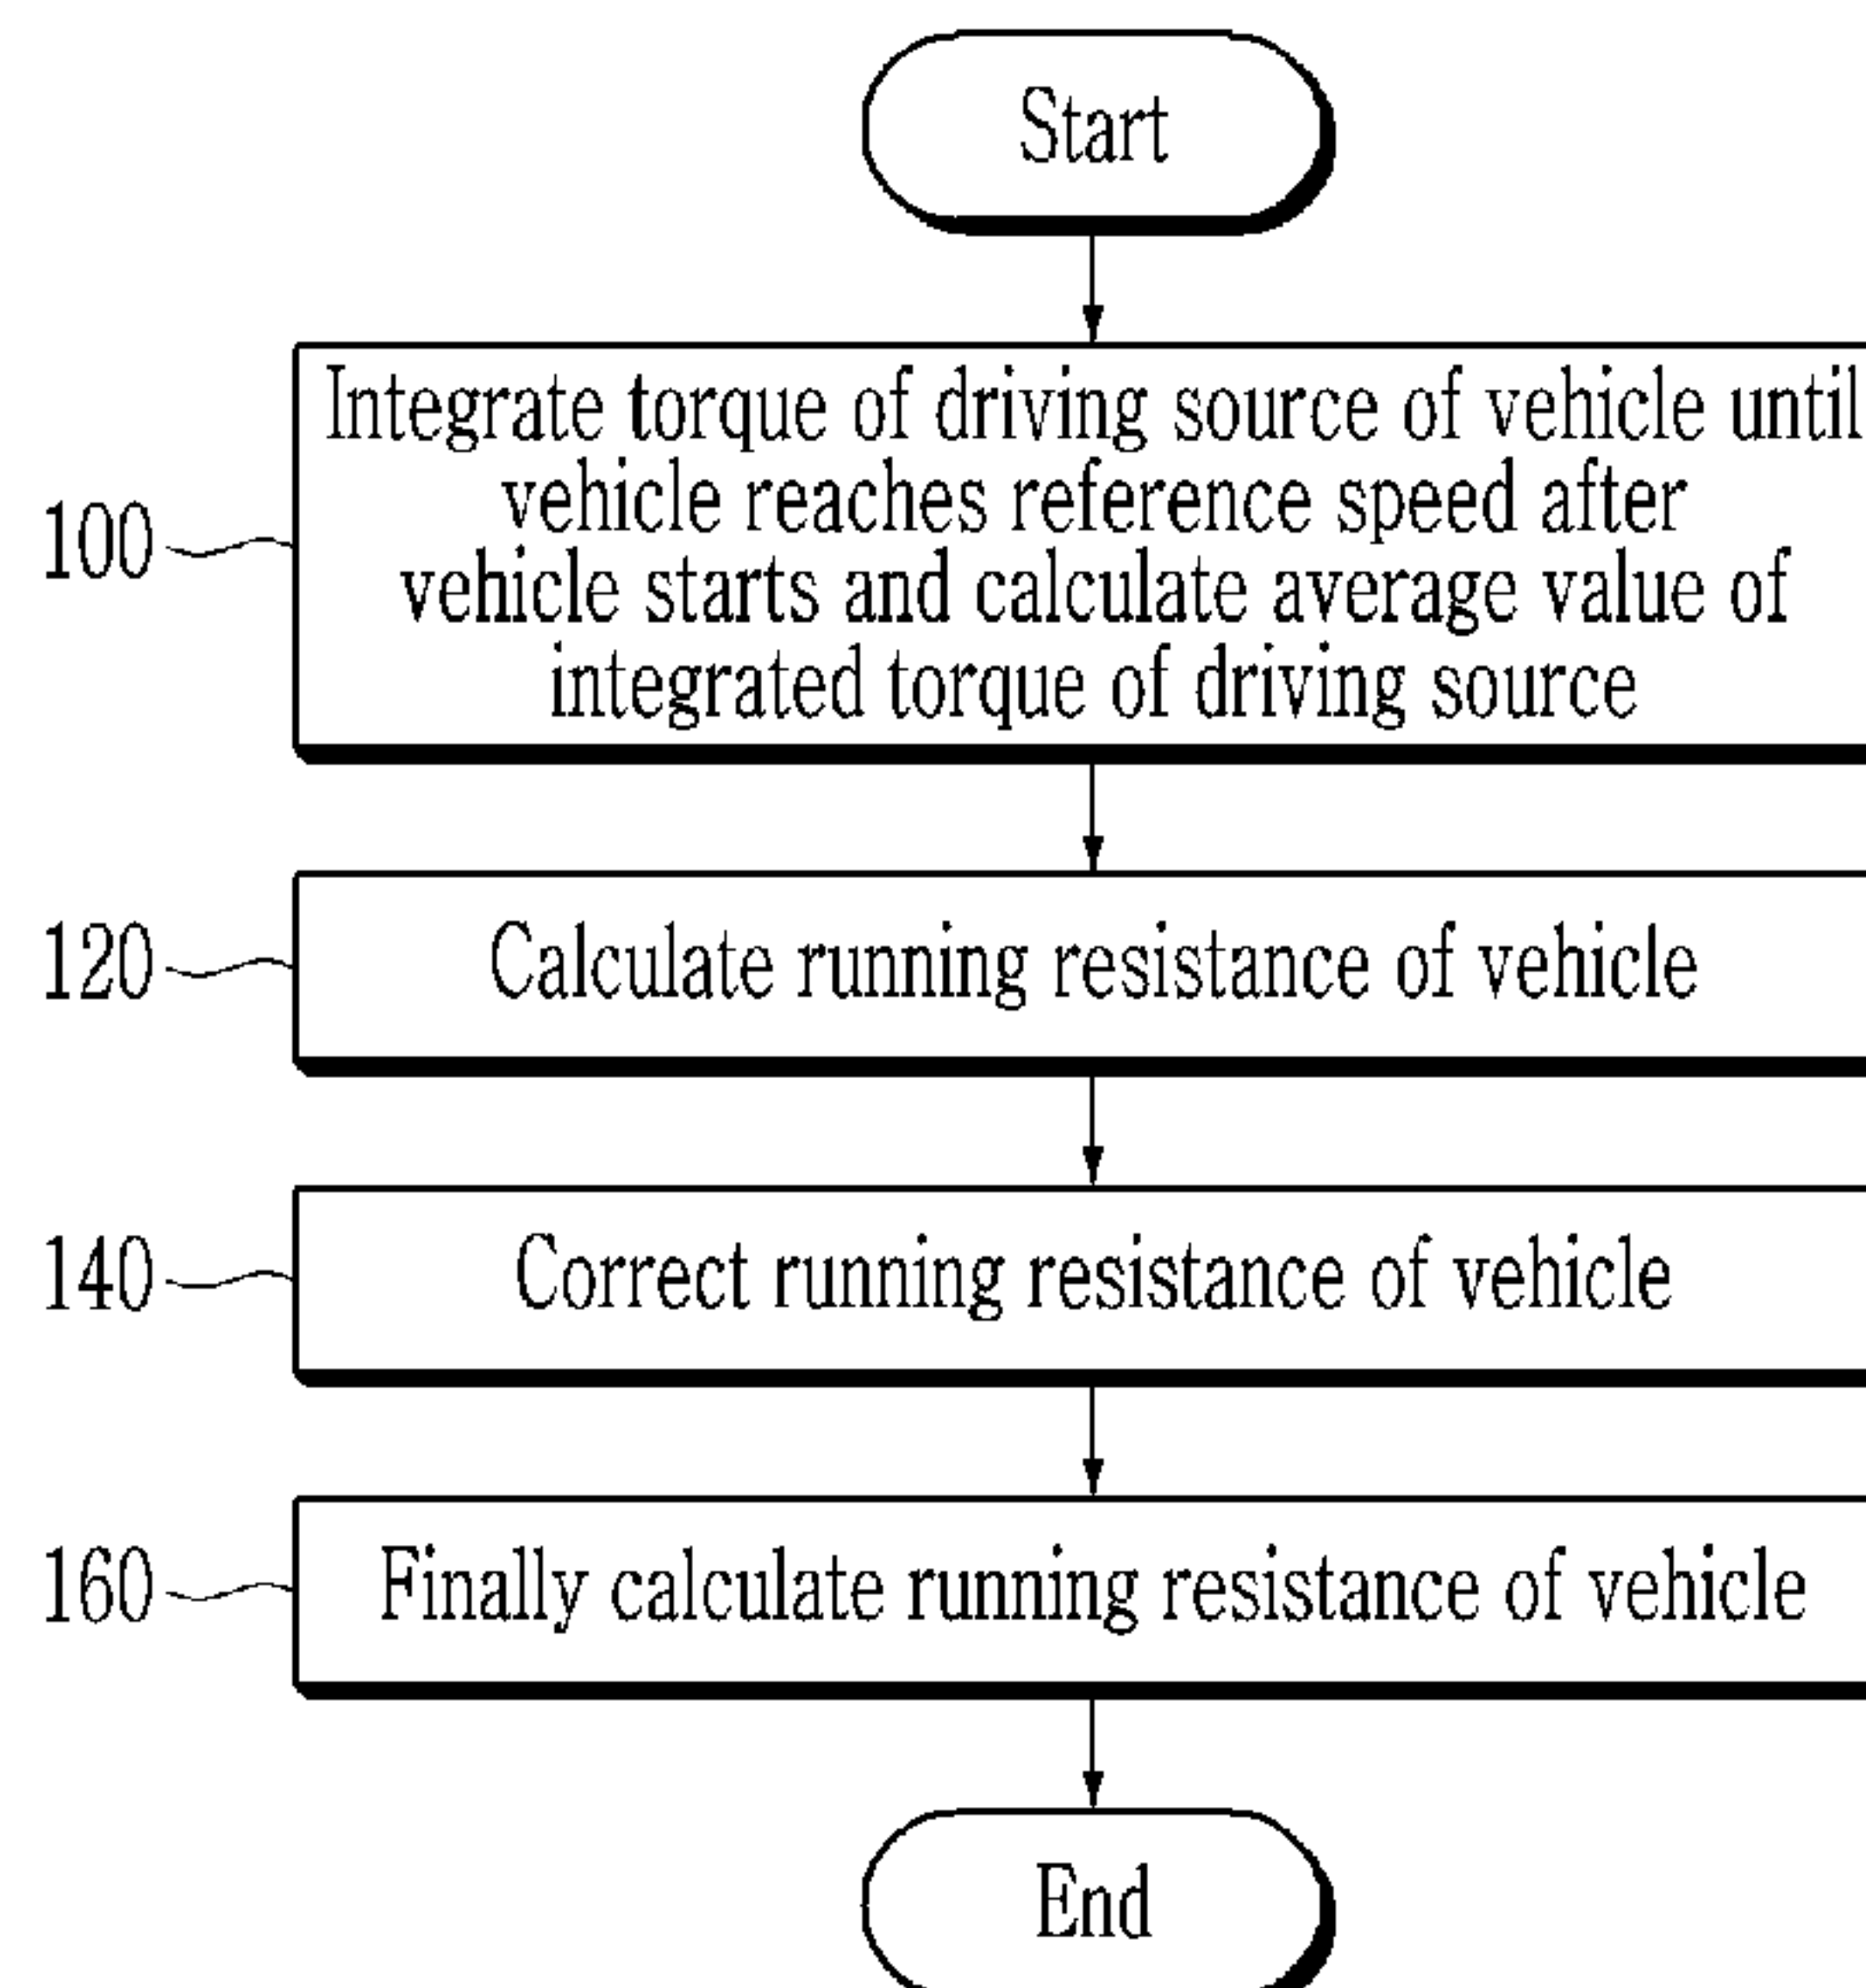 Start
Integrate torque of driving source of vehicle until
vehicle reaches reference speed after
vehicle starts and calculate average value of
integrated torque of driving source
100
Calculate running resistance of vehicle
120
Correct running resistance of vehicle
140
Finally calculate running resistance of vehicle
160
End